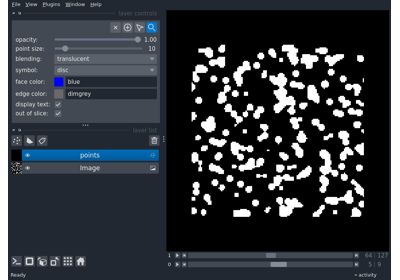 File View Plugins Window Help
layer controls
opacity: 1.00
point size: 10
blending: translucent
symbol: disc
face color: blue
edge color: dimgrey
display text:
out of slice:
layer list
points
Image
1 64 127
0 5 9
Ready activity